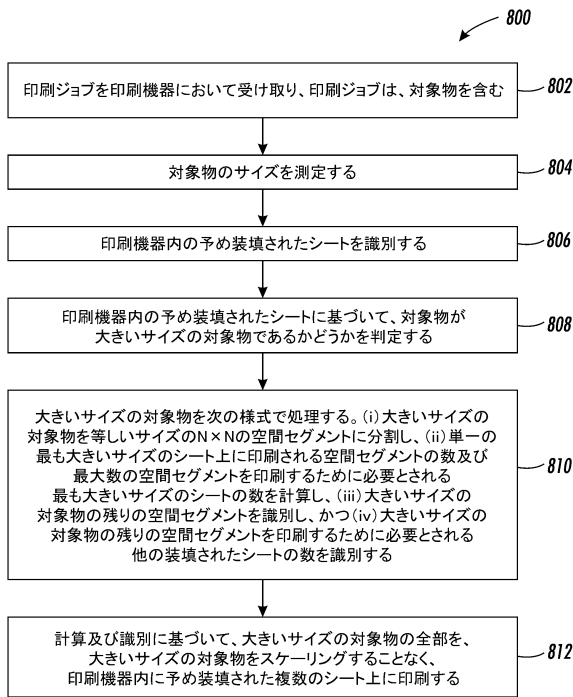 800
印刷ジョブを印刷機器において受け取り、印刷ジョブは、対象物を含む
802
対象物のサイズを測定する
804
印刷機器内の予め装填されたシートを識別する
806
印刷機器内の予め装填されたシートに基づいて、対象物が
大きいサイズの対象物であるかどうかを判定する
808
大きいサイズの対象物を次の様式で処理する。(i)大きいサイズの
対象物を等しいサイズのN×Nの空間セグメントに分割し、(ii)単一の
最も大きいサイズのシート上に印刷される空間セグメントの数及び
最大数の空間セグメントを印刷するために必要とされる
最も大きいサイズのシートの数を計算し、(iii)大きいサイズの
対象物の残りの空間セグメントを識別し、かつ(iv)大きいサイズの
対象物の残りの空間セグメントを印刷するために必要とされる
他の装填されたシートの数を識別する
810
計算及び識別に基づいて、大きいサイズの対象物の全部を、
大きいサイズの対象物をスケーリングすることなく、
印刷機器内に予め装填された複数のシート上に印刷する
812